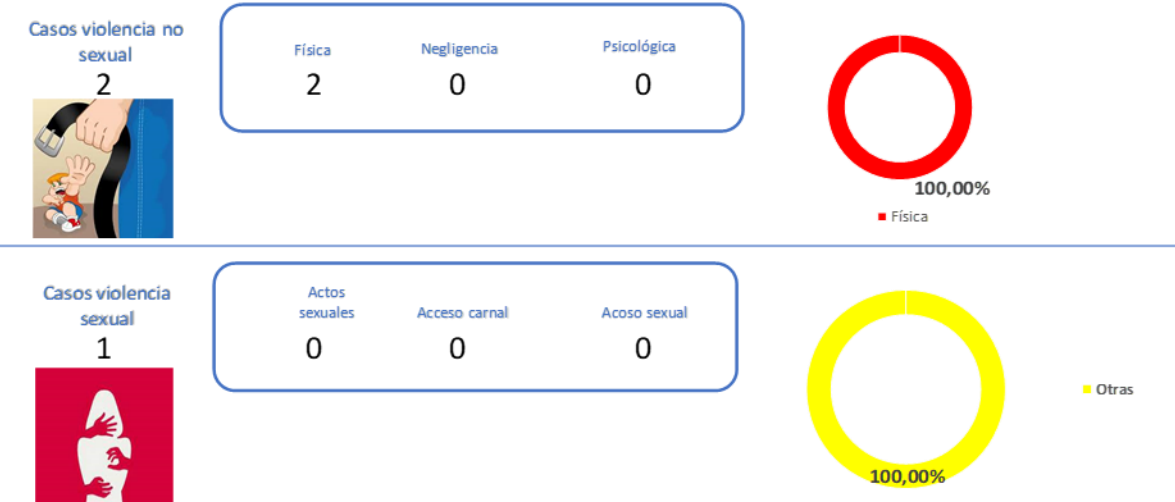 Casos violencia no
sexual
2
Física
Negligencia
Psicológica
2
0
0
100,00%
Física
Casos violencia
sexual
1
Actos
sexuales
Acceso carnal
Acoso sexual
0
0
0
Otras
100,00%